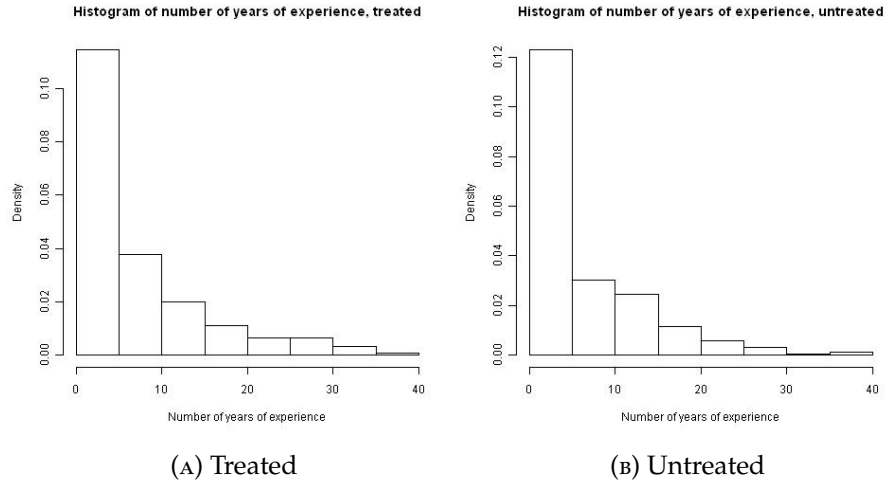 Histogram of number of years of experience, treated
Density
0.00
0.02
0.04
0.06
0.08
0.10
0 10 20 30 40
Number of years of experience
(A) Treated
Histogram of number of years of experience, untreated
Density
0.00
0.02
0.04
0.06
0.08
0.10
0.12
0 10 20 30 40
Number of years of experience
(B) Untreated